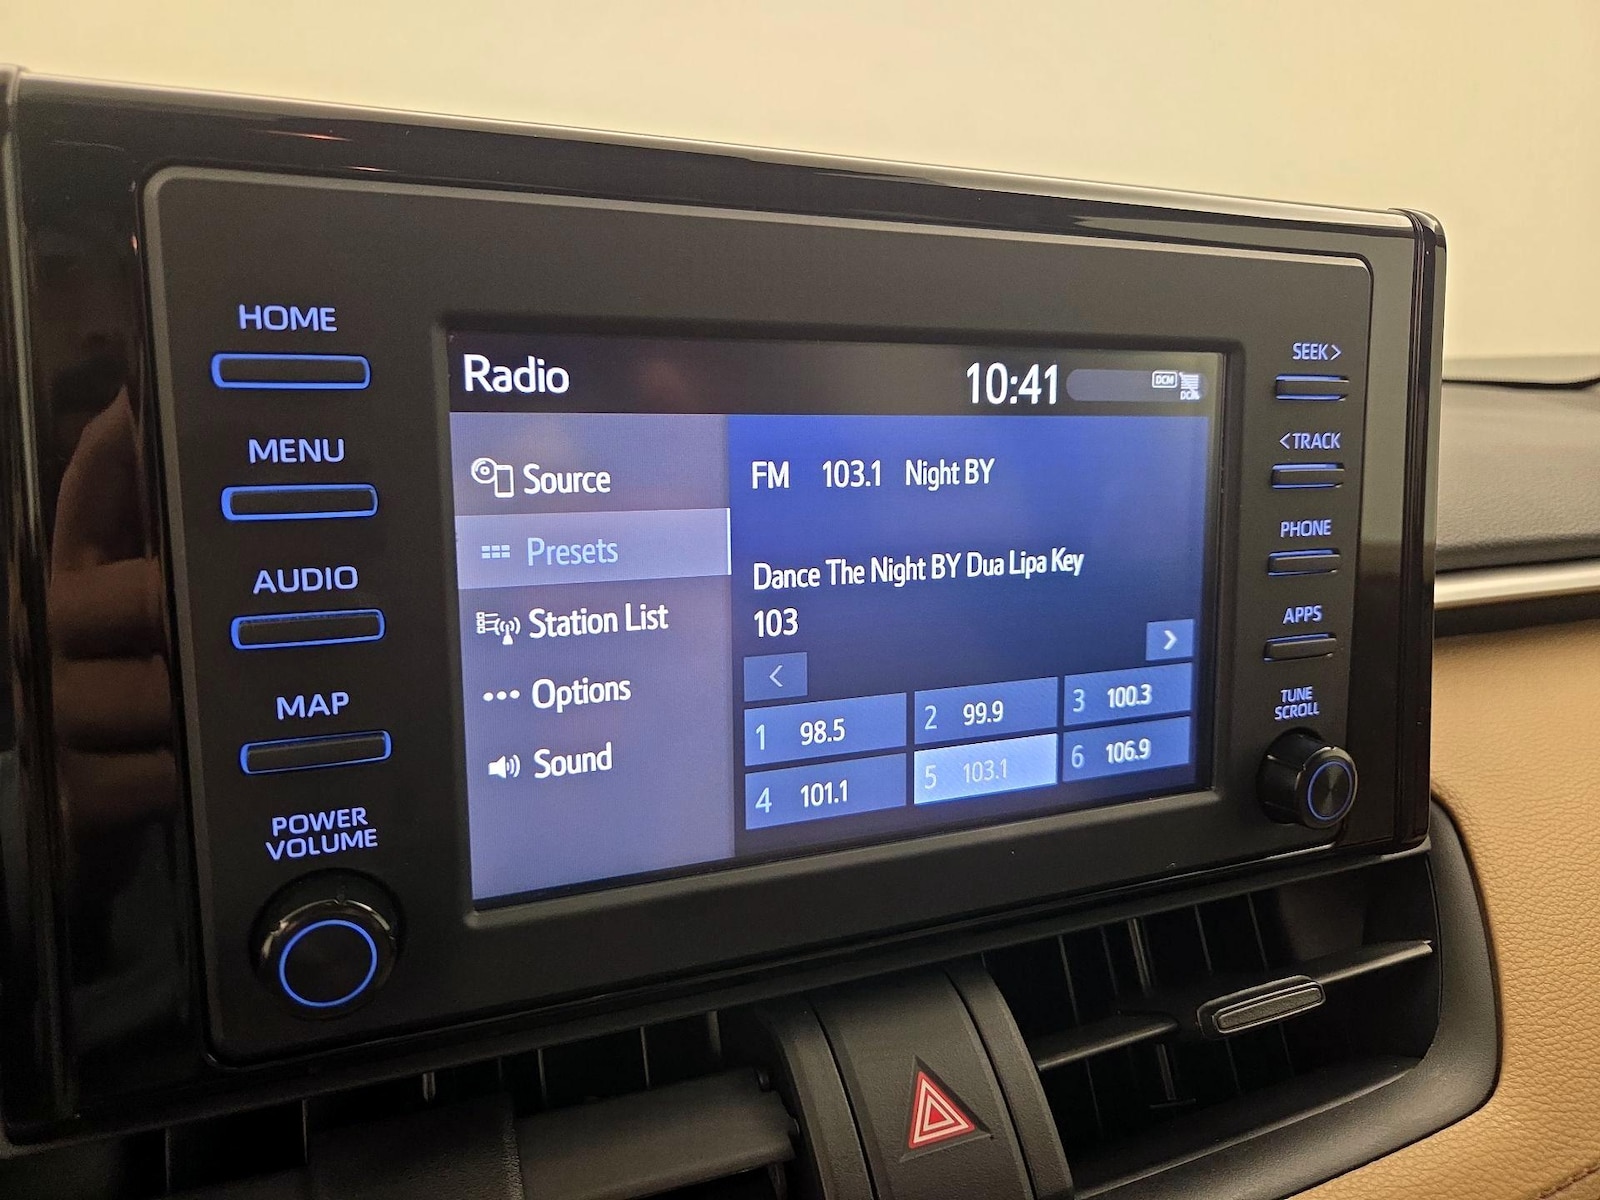 HOME
MENU
AUDIO
MAP
POWER
VOLUME
Radio
10:41
DCM
DCM
Source
Presets
Station List
Options
Sound
FM 103.1 Night BY
Dance The Night BY Dua Lipa Key
103
<
>
1 98.5
2 99.9
3 100.3
4 101.1
5 103.1
6 106.9
SEEK>
<TRACK
PHONE
APPS
TUNE
SCROLL